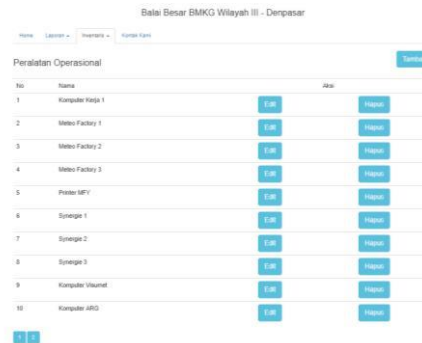 Balai Besar BMKG Wilayah III - Denpasar
Home Laporan Inventaris Kontak Kami
Peralatan Operasional
No Nama Aksi
1 Komputer Kerja 1 Edit Hapus
2 Meteo Factory 1 Edit Hapus
3 Meteo Factory 2 Edit Hapus
4 Meteo Factory 3 Edit Hapus
5 Printer MFY Edit Hapus
6 Synergie 1 Edit Hapus
7 Synergie 2 Edit Hapus
8 Synergie 3 Edit Hapus
9 Komputer Visumet Edit Hapus
10 Komputer ARG Edit Hapus
1 2